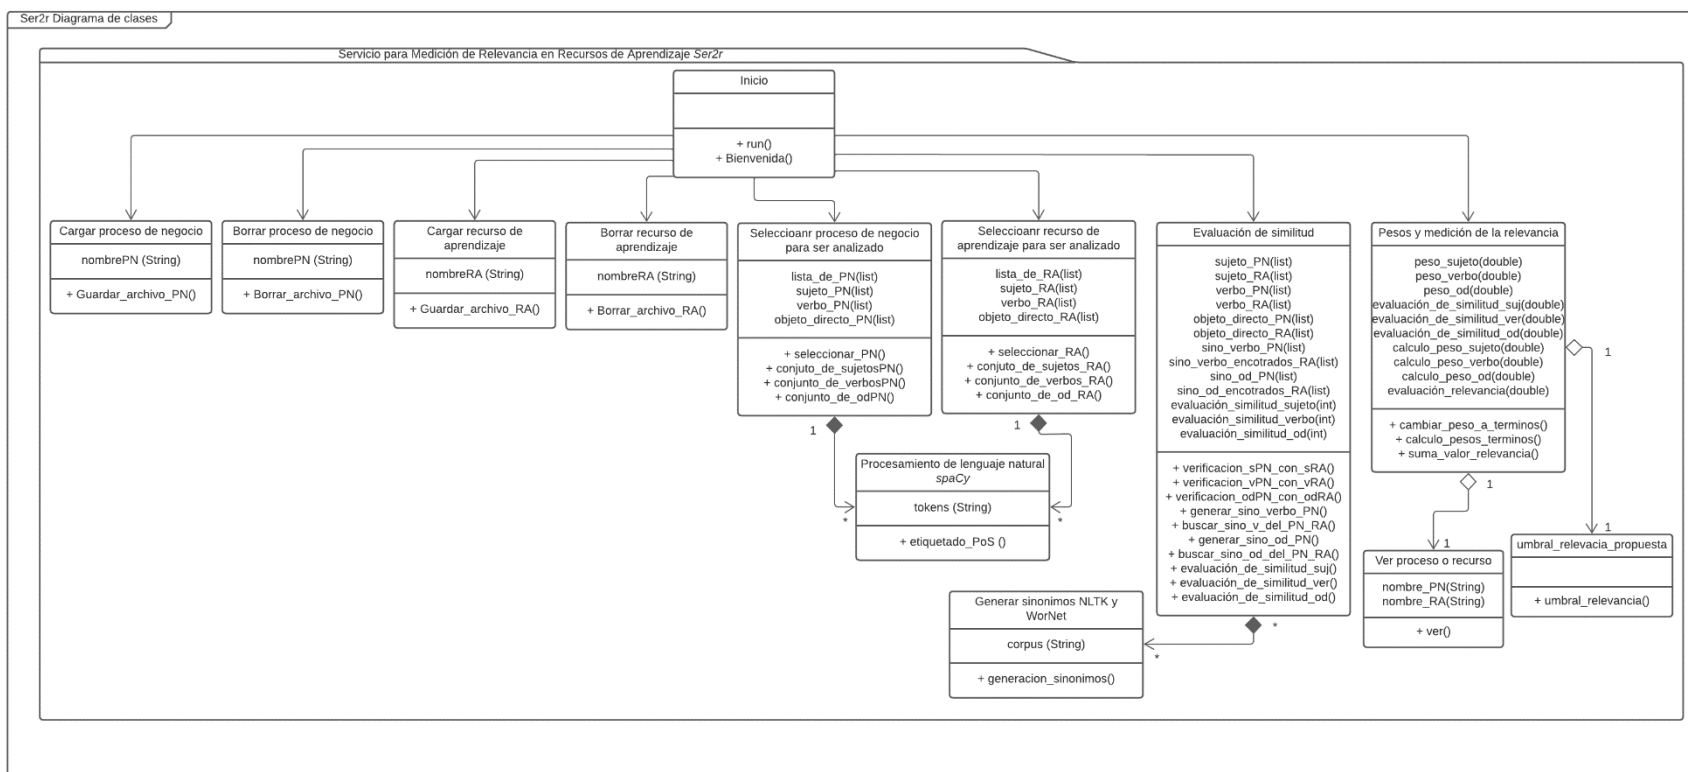 Ser2r Diagrama de clases
Servicio para Medición de Relevancia en Recursos de Aprendizaje Ser2r
Inicio
+ run()
+ Bienvenida()
Cargar proceso de negocio
nombrePN (String)
+ Guardar_archivo_PN()
Borrar proceso de negocio
nombrePN (String)
+ Borrar_archivo_PN()
Cargar recurso de
aprendizaje
nombreRA (String)
+ Guardar_archivo_RA()
Borrar recurso de
aprendizaje
nombreRA (String)
+ Borrar_archivo_RA()
Seleccioanr proceso de negocio
para ser analizado
lista_de_PN(list)
sujeto_PN(list)
verbo_PN(list)
objeto_directo_PN(list)
+ seleccionar_PN()
+ conjuto_de_sujetosPN()
+ conjunto_de_verbosPN()
+ conjunto_de_odPN()
1
Seleccioanr recurso de
aprendizaje para ser analizado
lista_de_RA(list)
sujeto_RA(list)
verbo_RA(list)
objeto_directo_RA(list)
+ seleccionar_RA()
+ conjuto_de_sujetos_RA()
+ conjunto_de_verbos_RA()
+ conjunto_de_od_RA()
1
Procesamiento de lenguaje natural
spaCy
tokens (String)
+ etiquetado_PoS ()
*
*
Evaluación de similitud
sujeto_PN(list)
sujeto_RA(list)
verbo_PN(list)
verbo_RA(list)
objeto_directo_PN(list)
objeto_directo_RA(list)
sino_verbo_PN(list)
sino_verbo_encotrados_RA(list)
sino_od_PN(list)
sino_od_encotrados_RA(list)
evaluación_similitud_sujeto(int)
evaluación_similitud_verbo(int)
evaluación_similitud_od(int)
+ verificacion_sPN_con_sRA()
+ verificacion_vPN_con_vRA()
+ verificacion_odPN_con_odRA()
+ generar_sino_verbo_PN()
+ buscar_sino_v_del_PN_RA()
+ generar_sino_od_PN()
+ buscar_sino_od_del_PN_RA()
+ evaluación_de_similitud_suj()
+ evaluación_de_similitud_ver()
+ evaluación_de_similitud_od()
*
Generar sinonimos NLTK y
WorNet
corpus (String)
+ generacion_sinonimos()
*
Pesos y medición de la relevancia
peso_sujeto(double)
peso_verbo(double)
peso_od(double)
evaluación_de_similitud_suj(double)
evaluación_de_similitud_ver(double)
evaluación_de_similitud_od(double)
calculo_peso_sujeto(double)
calculo_peso_verbo(double)
calculo_peso_od(double)
evaluación_relevancia(double)
+ cambiar_peso_a_terminos()
+ calculo_pesos_terminos()
+ suma_valor_relevancia()
1
1
1
1
Ver proceso o recurso
nombre_PN(String)
nombre_RA(String)
+ ver()
umbral_relevacia_propuesta
+ umbral_relevancia()